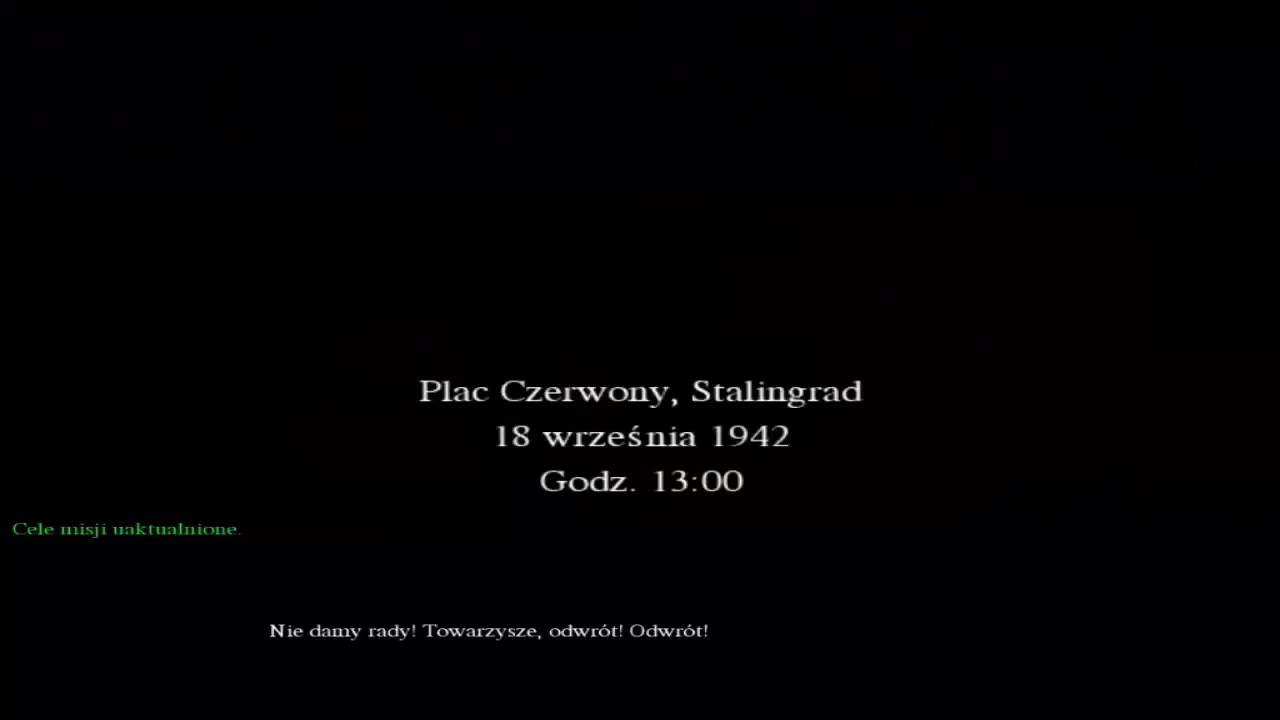 Plac Czerwony, Stalingrad
18 września 1942
Godz. 13:00
Cele misji uaktualnione.
Nie damy rady! Towarzysze, odwrót! Odwrót!